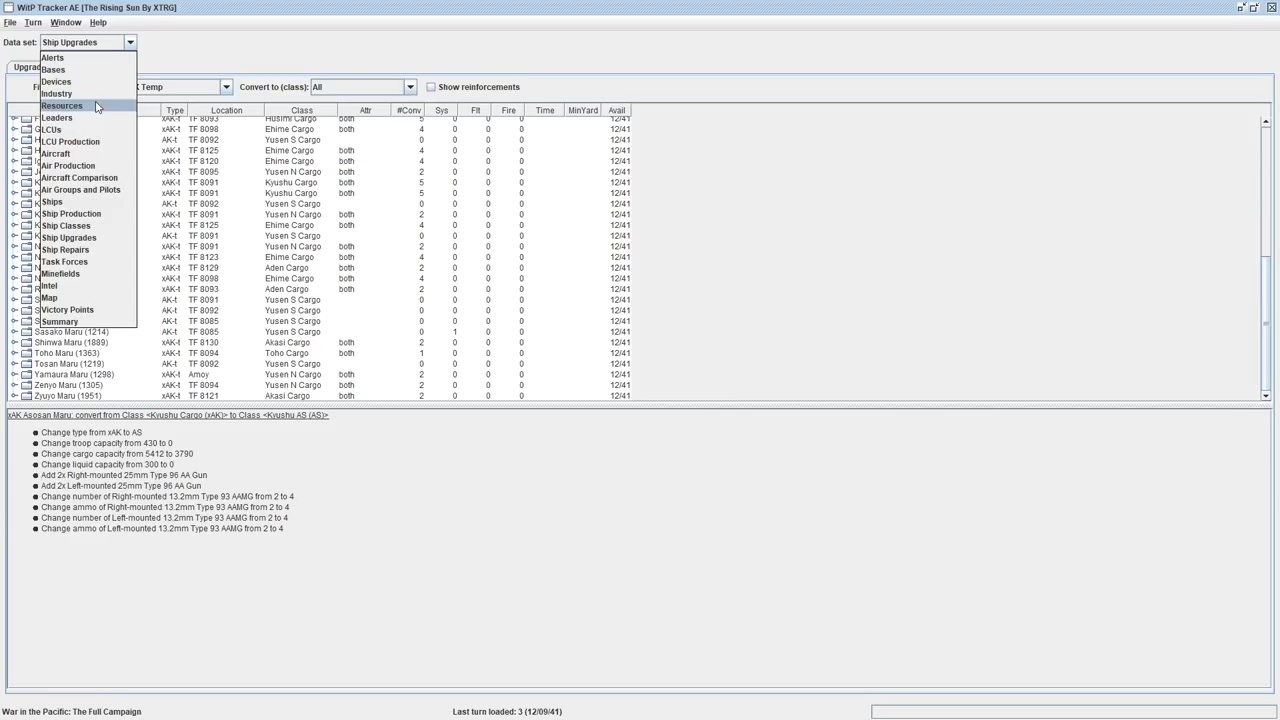 WitP Tracker AE [The Rising Sun By XTRG]
File Turn Window Help
Data set: Ship Upgrades
Alerts
Bases
Devices
Industry
Resources
Leaders
LCUs
LCU Production
Aircraft
Air Production
Aircraft Comparison
Air Groups and Pilots
Ships
Ship Production
Ship Classes
Ship Upgrades
Ship Repairs
Task Forces
Minefields
Intel
Map
Victory Points
Summary
Temp Convert to (class): All Show reinforcements
Type Location Class Attr #Conv Sys Flt Fire Time MinYard Avail
xAK-t TF 8093 Husimi Cargo both 5 0 0 0 12/41
xAK-t TF 8098 Ehime Cargo both 4 0 0 0 12/41
AK-t TF 8092 Yusen S Cargo 0 0 0 0 12/41
xAK-t TF 8125 Ehime Cargo both 4 0 0 0 12/41
xAK-t TF 8120 Ehime Cargo both 4 0 0 0 12/41
xAK-t TF 8095 Yusen N Cargo both 2 0 0 0 12/41
xAK-t TF 8091 Kyushu Cargo both 5 0 0 0 12/41
xAK-t TF 8091 Kyushu Cargo both 5 0 0 0 12/41
AK-t TF 8092 Yusen S Cargo 0 0 0 0 12/41
xAK-t TF 8091 Yusen N Cargo both 2 0 0 0 12/41
xAK-t TF 8125 Ehime Cargo both 4 0 0 0 12/41
AK-t TF 8091 Yusen S Cargo 0 0 0 0 12/41
xAK-t TF 8091 Yusen N Cargo both 2 0 0 0 12/41
xAK-t TF 8123 Ehime Cargo both 4 0 0 0 12/41
xAK-t TF 8129 Aden Cargo both 2 0 0 0 12/41
xAK-t TF 8098 Ehime Cargo both 4 0 0 0 12/41
xAK-t TF 8093 Aden Cargo both 2 0 0 0 12/41
AK-t TF 8091 Yusen S Cargo 0 0 0 0 12/41
AK-t TF 8092 Yusen S Cargo 0 0 0 0 12/41
AK-t TF 8085 Yusen S Cargo 0 0 0 0 12/41
Sasako Maru (1214) AK-t TF 8085 Yusen S Cargo 0 1 0 0 12/41
Shinwa Maru (1889) xAK-t TF 8130 Akasi Cargo both 2 0 0 0 12/41
Toho Maru (1363) xAK-t TF 8094 Toho Cargo both 1 0 0 0 12/41
Tosan Maru (1219) AK-t TF 8092 Yusen S Cargo 0 0 0 0 12/41
Yamaura Maru (1298) xAK-t Amoy Yusen N Cargo both 2 0 0 0 12/41
Zenyo Maru (1305) xAK-t TF 8094 Yusen N Cargo both 2 0 0 0 12/41
Zyuyo Maru (1951) xAK-t TF 8121 Akasi Cargo both 2 0 0 0 12/41
xAK Asosan Maru: convert from Class <Kyushu Cargo (xAK)> to Class <Kyushu AS (AS)>
Change type from xAK to AS
Change troop capacity from 430 to 0
Change cargo capacity from 5412 to 3790
Change liquid capacity from 300 to 0
Add 2x Right-mounted 25mm Type 96 AA Gun
Add 2x Left-mounted 25mm Type 96 AA Gun
Change number of Right-mounted 13.2mm Type 93 AAMG from 2 to 4
Change ammo of Right-mounted 13.2mm Type 93 AAMG from 2 to 4
Change number of Left-mounted 13.2mm Type 93 AAMG from 2 to 4
Change ammo of Left-mounted 13.2mm Type 93 AAMG from 2 to 4
War in the Pacific: The Full Campaign Last turn loaded: 3 (12/09/41)